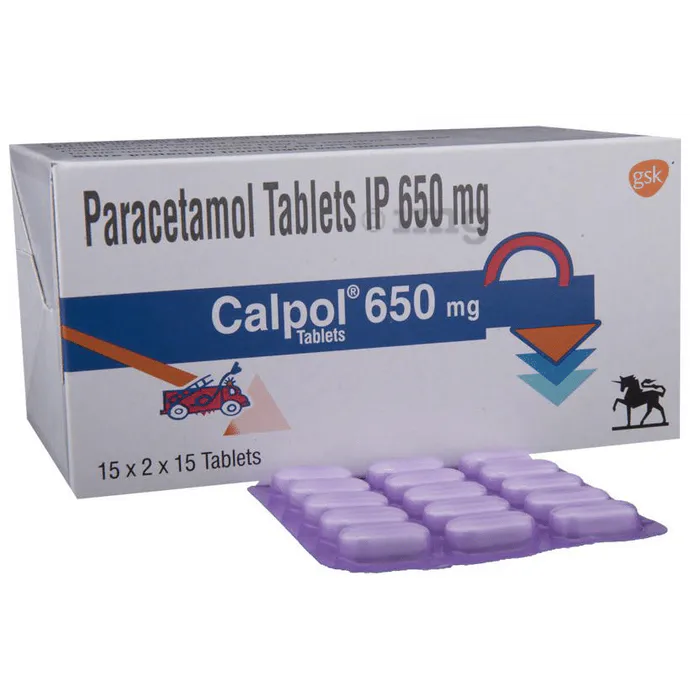 Paracetamol Tablets IP 650 mg
gsk
Calpol® 650 mg
Tablets
15 x 2 x 15 Tablets